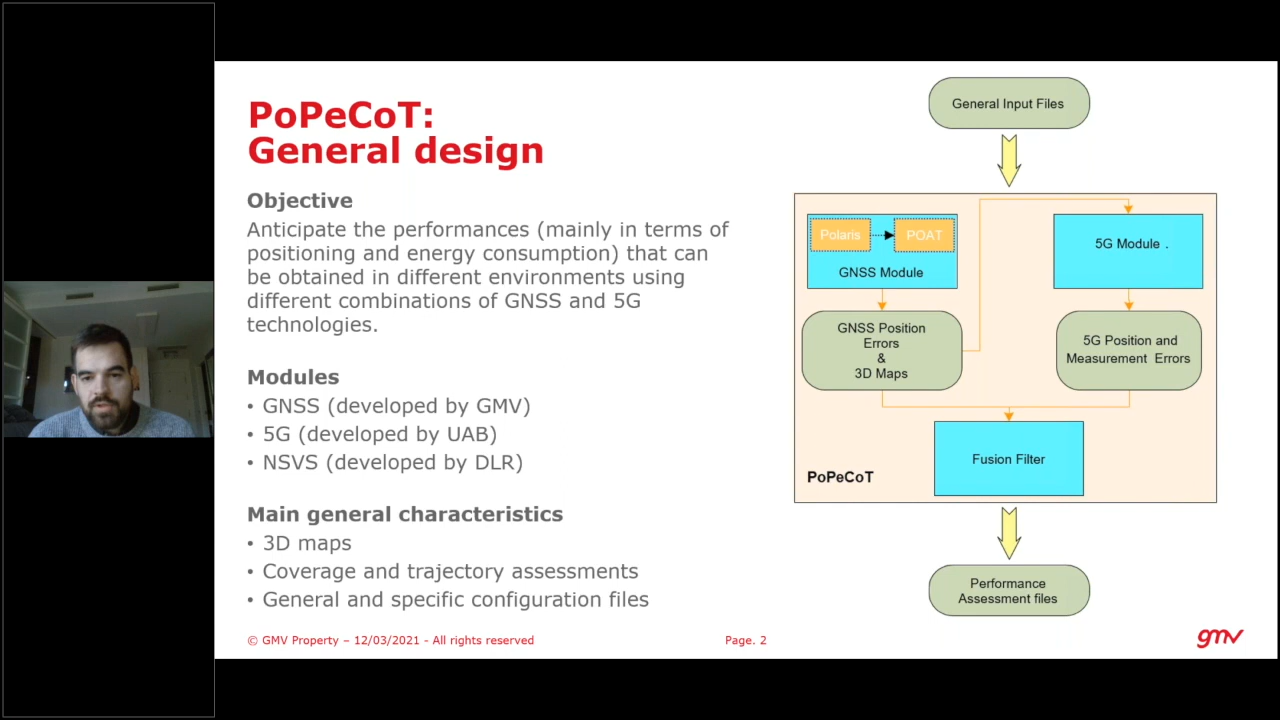 PoPeCoT:
General design
Objective
Anticipate the performances (mainly in terms of
positioning and energy consumption) that can
be obtained in different environments using
different combinations of GNSS and 5G
technologies.
Modules
• GNSS (developed by GMV)
• 5G (developed by UAB)
• NSVS (developed by DLR)
Main general characteristics
• 3D maps
• Coverage and trajectory assessments
• General and specific configuration files
General Input Files
Polaris
POAT
GNSS Module
5G Module .
GNSS Position
Errors
&
3D Maps
5G Position and
Measurement Errors
Fusion Filter
PoPeCoT
Performance
Assessment files
© GMV Property – 12/03/2021 - All rights reserved
Page. 2
gmv